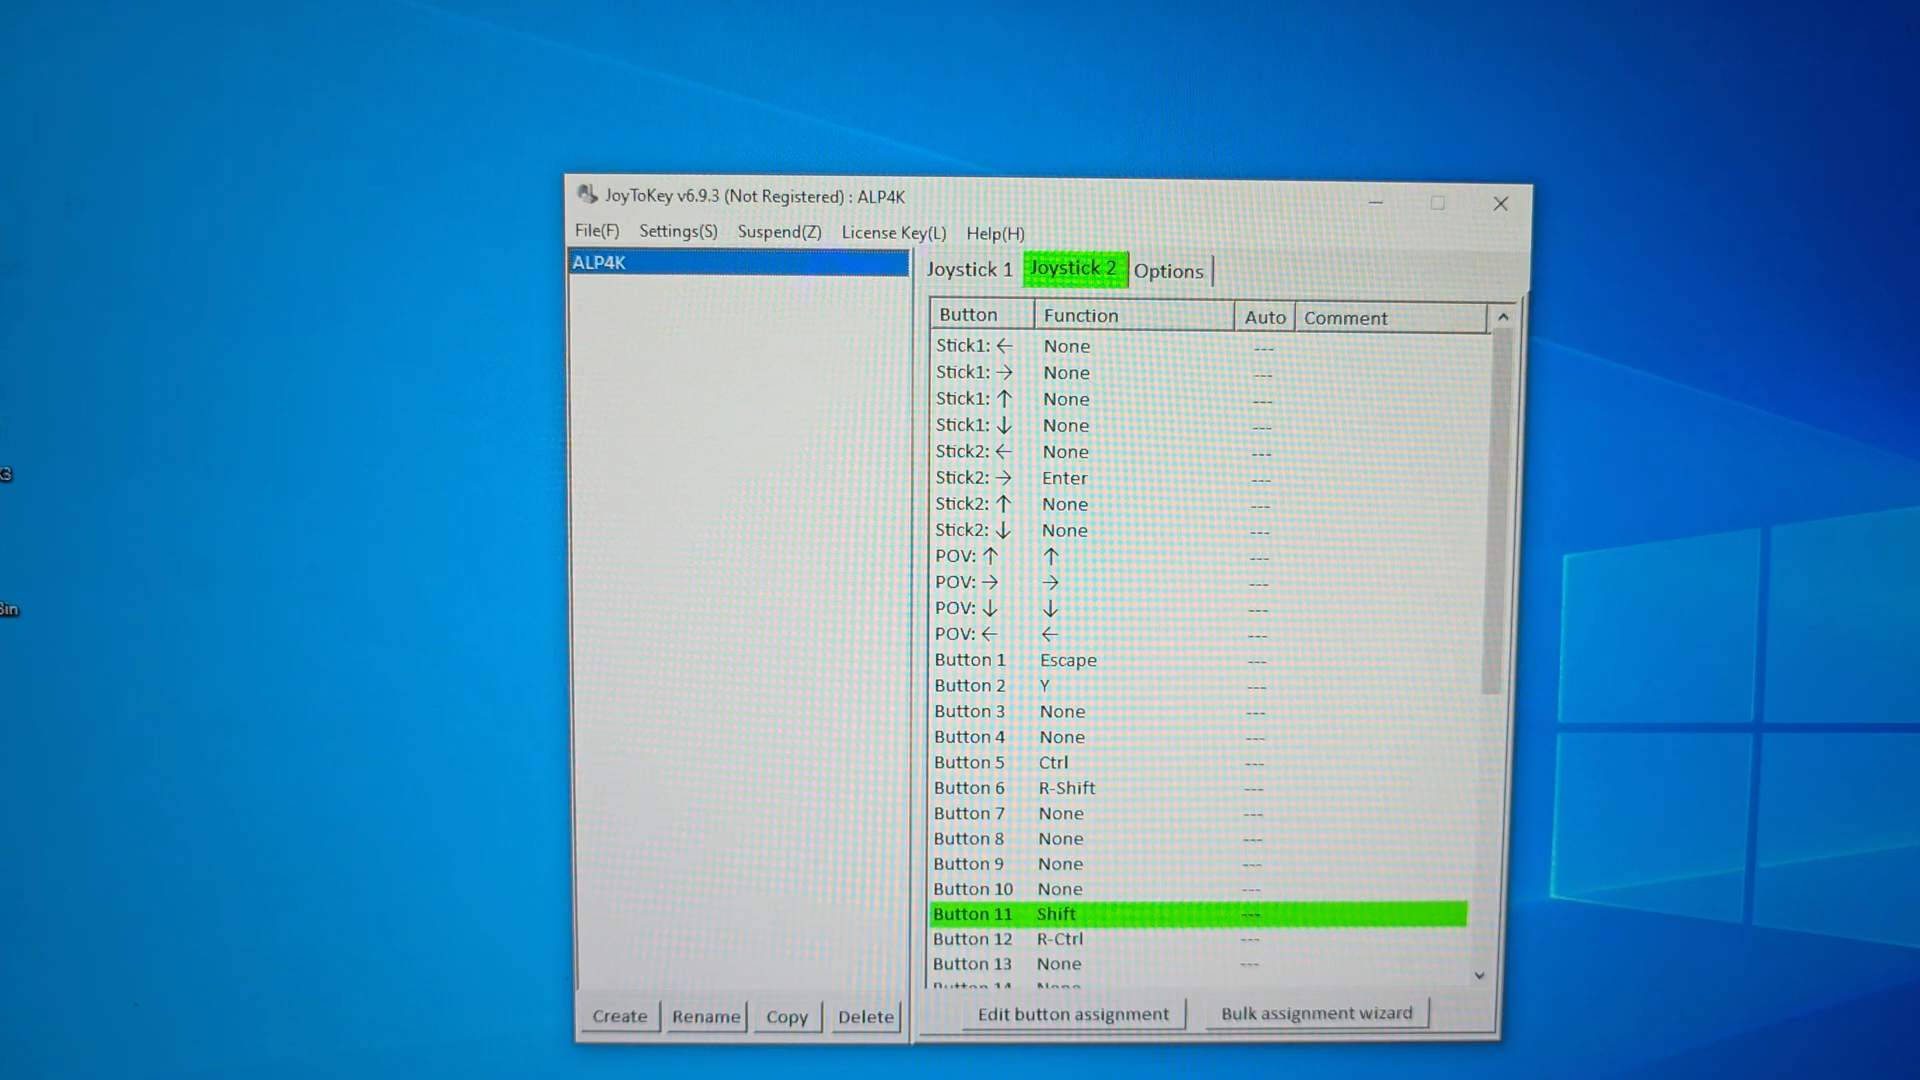 JoyToKey v6.9.3 (Not Registered) : ALP4K
File(F) Settings(S) Suspend(Z) License Key(L) Help(H)
ALP4K
Joystick 1 Joystick 2 Options
Button Function Auto Comment
Stick1: ← None ---
Stick1: → None ---
Stick1: ↑ None ---
Stick1: ↓ None ---
Stick2: ← None ---
Stick2: → Enter ---
Stick2: ↑ None ---
Stick2: ↓ None ---
POV: ↑ ↑ ---
POV: → → ---
POV: ↓ ↓ ---
POV: ← ← ---
Button 1 Escape ---
Button 2 Y ---
Button 3 None ---
Button 4 None ---
Button 5 Ctrl ---
Button 6 R-Shift ---
Button 7 None ---
Button 8 None ---
Button 9 None ---
Button 10 None ---
Button 11 Shift ---
Button 12 R-Ctrl ---
Button 13 None ---
Button 14 None
Create Rename Copy Delete
Edit button assignment Bulk assignment wizard